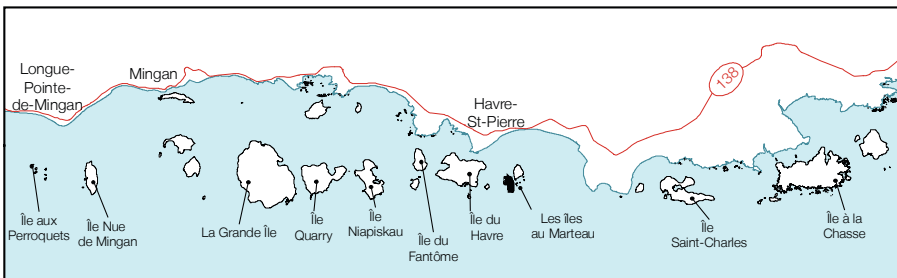 Longue-
Pointe-
de-Mingan
Mingan
138
Havre-
St-Pierre
Île aux
Perroquets
Île Nue
de Mingan
La Grande Île
Île
Quarry
Île
Niapiskau
Île du
Fantôme
Île du
Havre
Les îles
au Marteau
Île
Saint-Charles
Île à la
Chasse